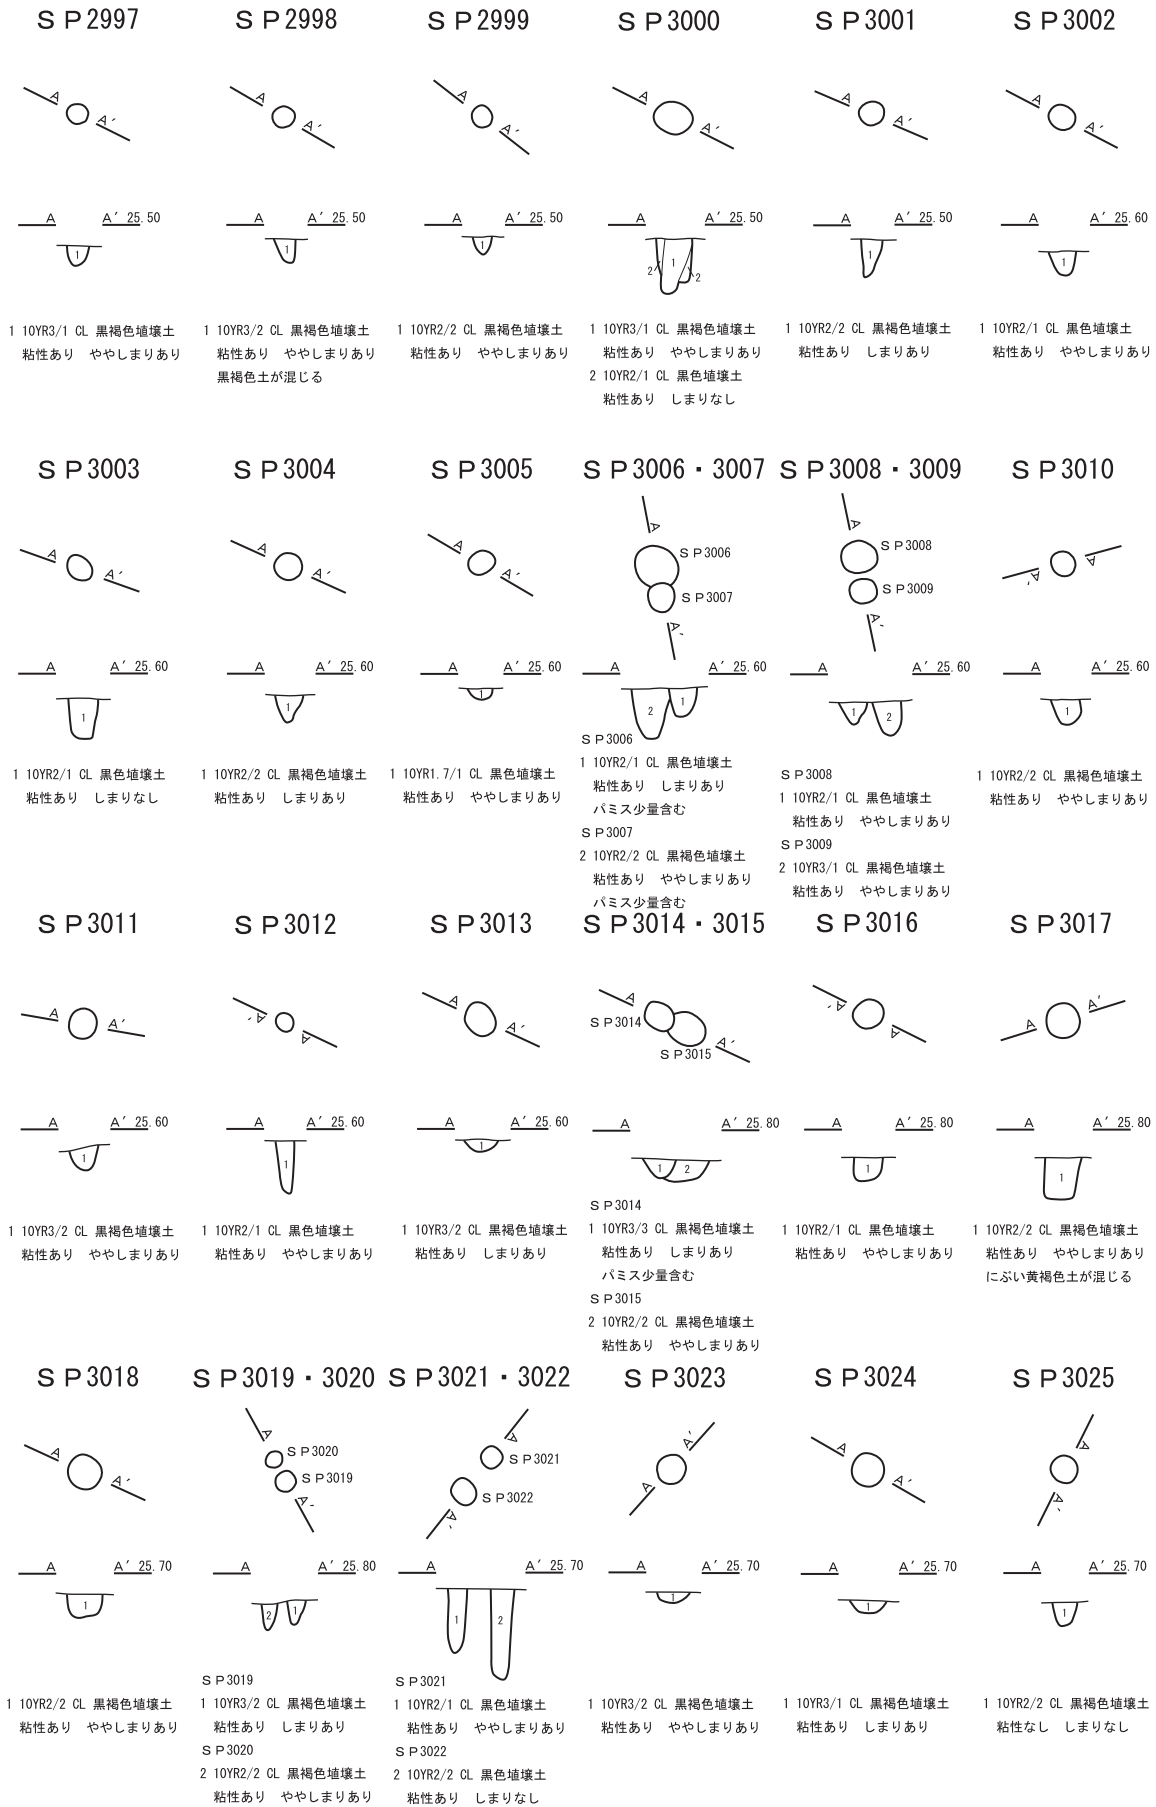 ＳＰ2997
A
A′
A
A′ 25.50
1
1 10YR3/1 CL 黒褐色埴壌土
粘性あり　ややしまりあり
ＳＰ2998
A
A′
A
A′ 25.50
1
1 10YR3/2 CL 黒褐色埴壌土
粘性あり　ややしまりあり
黒褐色土が混じる
ＳＰ2999
A
A′
A
A′ 25.50
1
1 10YR2/2 CL 黒褐色埴壌土
粘性あり　ややしまりあり
ＳＰ3000
A
A′
A
A′ 25.50
2
1
2
1 10YR3/1 CL 黒褐色埴壌土
粘性あり　ややしまりあり
2 10YR2/1 CL 黒色埴壌土
粘性あり　しまりなし
ＳＰ3001
A
A′
A
A′ 25.50
1
1 10YR2/2 CL 黒褐色埴壌土
粘性あり　しまりあり
ＳＰ3002
A
A′
A
A′ 25.60
1
1 10YR2/1 CL 黒色埴壌土
粘性あり　ややしまりあり
ＳＰ3003
A
A′
A
A′ 25.60
1
1 10YR2/1 CL 黒色埴壌土
粘性あり　しまりなし
ＳＰ3004
A
A′
A
A′ 25.60
1
1 10YR2/2 CL 黒褐色埴壌土
粘性あり　しまりあり
ＳＰ3005
A
A′
A
A′ 25.60
1
1 10YR1.7/1 CL 黒色埴壌土
粘性あり　ややしまりあり
ＳＰ3006・3007
A
ＳＰ3006
ＳＰ3007
A′
A
A′ 25.60
2
1
ＳＰ3006
1 10YR2/1 CL 黒色埴壌土
粘性あり　しまりあり
パミス少量含む
ＳＰ3007
2 10YR2/2 CL 黒褐色埴壌土
粘性あり　ややしまりあり
パミス少量含む
ＳＰ3008・3009
A
ＳＰ3008
ＳＰ3009
A′
A
A′ 25.60
1
2
ＳＰ3008
1 10YR2/1 CL 黒色埴壌土
粘性あり　ややしまりあり
ＳＰ3009
2 10YR3/1 CL 黒褐色埴壌土
粘性あり　ややしまりあり
ＳＰ3010
A
A′
A
A′ 25.60
1
1 10YR2/2 CL 黒褐色埴壌土
粘性あり　ややしまりあり
ＳＰ3011
A
A′
A
A′ 25.60
1
1 10YR3/2 CL 黒褐色埴壌土
粘性あり　ややしまりあり
ＳＰ3012
A′
A
A
A′ 25.60
1
1 10YR2/1 CL 黒色埴壌土
粘性あり　ややしまりあり
ＳＰ3013
A
A′
A
A′ 25.60
1
1 10YR3/2 CL 黒褐色埴壌土
粘性あり　しまりあり
ＳＰ3014・3015
A
ＳＰ3014
ＳＰ3015
A′
A
A′ 25.80
1
2
ＳＰ3014
1 10YR3/3 CL 黒褐色埴壌土
粘性あり　しまりあり
パミス少量含む
ＳＰ3015
2 10YR2/2 CL 黒褐色埴壌土
粘性あり　ややしまりあり
ＳＰ3016
A′
A
A
A′ 25.80
1
1 10YR2/1 CL 黒色埴壌土
粘性あり　ややしまりあり
ＳＰ3017
A
A′
A
A′ 25.80
1
1 10YR2/2 CL 黒褐色埴壌土
粘性あり　ややしまりあり
にぶい黄褐色土が混じる
ＳＰ3018
A
A′
A
A′ 25.70
1
1 10YR2/2 CL 黒褐色埴壌土
粘性あり　ややしまりあり
ＳＰ3019・3020
A
ＳＰ3020
ＳＰ3019
A′
A
A′ 25.80
2
1
ＳＰ3019
1 10YR3/2 CL 黒褐色埴壌土
粘性あり　しまりあり
ＳＰ3020
2 10YR2/2 CL 黒褐色埴壌土
粘性あり　ややしまりあり
ＳＰ3021・3022
A
ＳＰ3021
ＳＰ3022
A′
A
A′ 25.70
1
2
ＳＰ3021
1 10YR2/1 CL 黒色埴壌土
粘性あり　ややしまりあり
ＳＰ3022
2 10YR2/2 CL 黒色埴壌土
粘性あり　しまりなし
ＳＰ3023
A′
A
A
A′ 25.70
1
1 10YR3/2 CL 黒褐色埴壌土
粘性あり　ややしまりあり
ＳＰ3024
A
A′
A
A′ 25.70
1
1 10YR3/1 CL 黒褐色埴壌土
粘性あり　しまりあり
ＳＰ3025
A
A′
A
A′ 25.70
1
1 10YR2/2 CL 黒褐色埴壌土
粘性なし　しまりなし